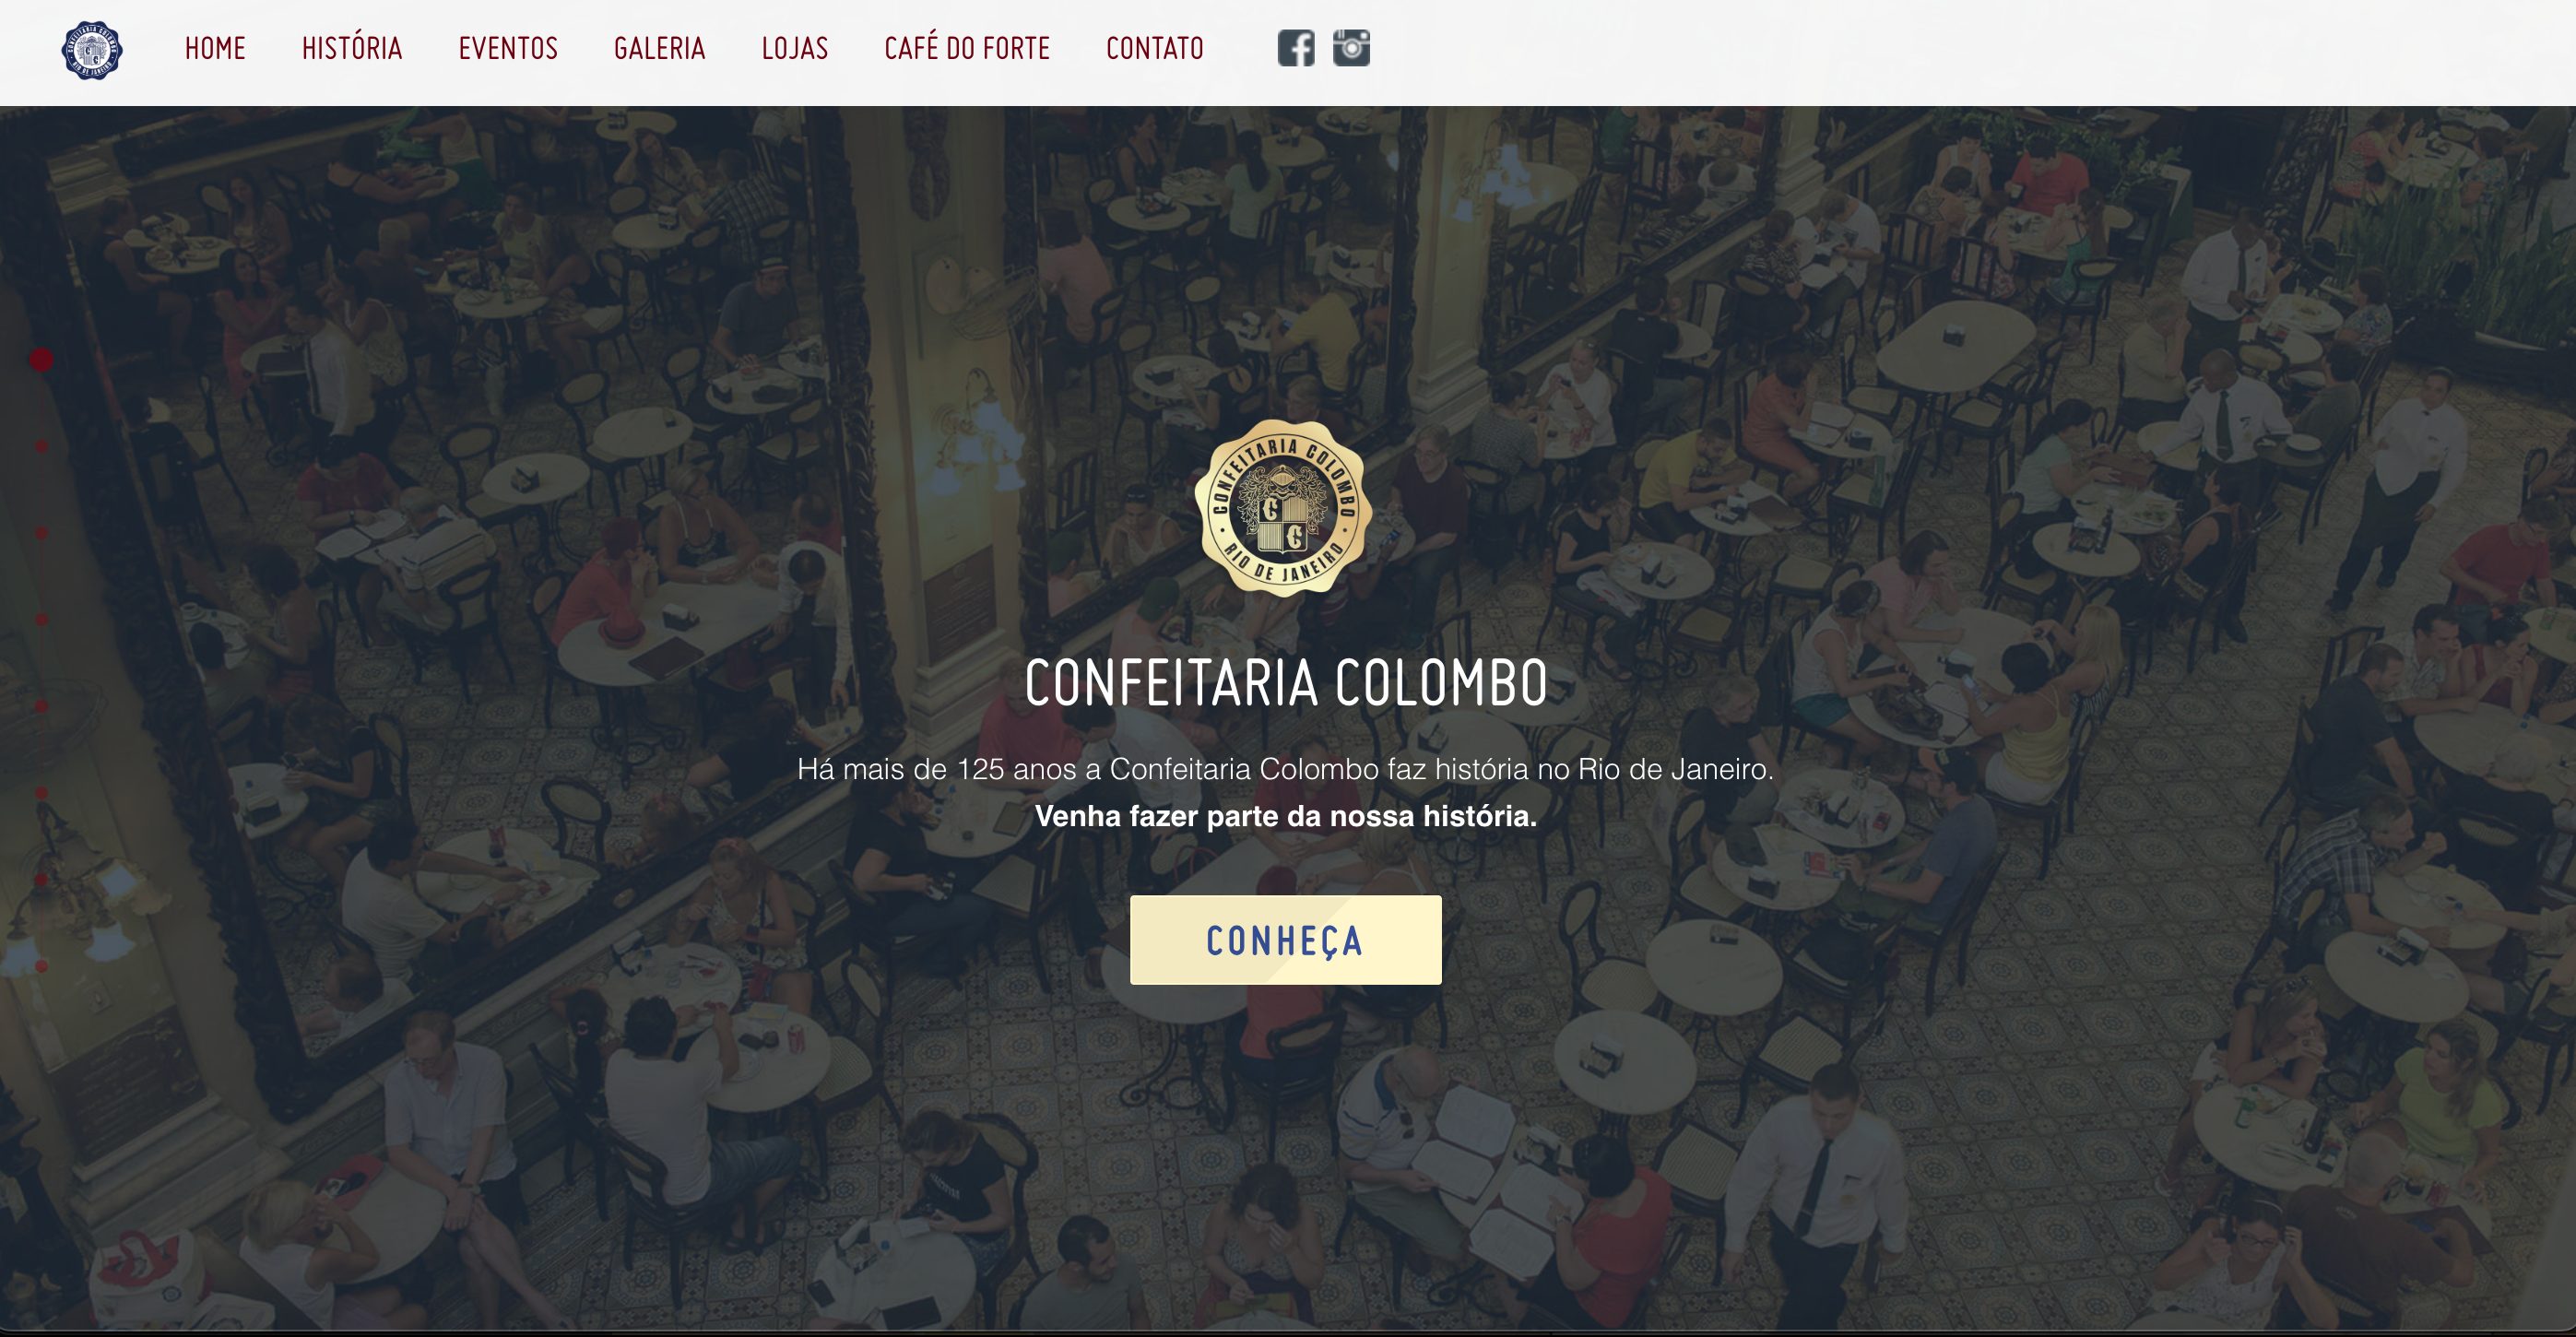 HOME HISTÓRIA EVENTOS GALERIA LOJAS CAFÉ DO FORTE CONTATO
CONFEITARIA COLOMBO
RIO DE JANEIRO
CONFEITARIA COLOMBO
CC
RIO DE JANEIRO
CONFEITARIA COLOMBO
Há mais de 125 anos a Confeitaria Colombo faz história no Rio de Janeiro.
Venha fazer parte da nossa história.
CONHEÇA